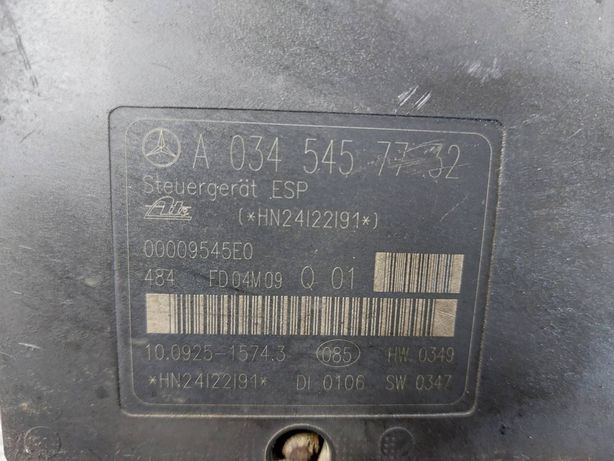 A 034 545 77 32
Steuergerät ESP
Ate (*HN24I22I91*)
00009545E0
484 FD04M09 Q 01
10.0925-1574.3 085 HW 0349
*HN24I22I91* DI 0106 SW 0347